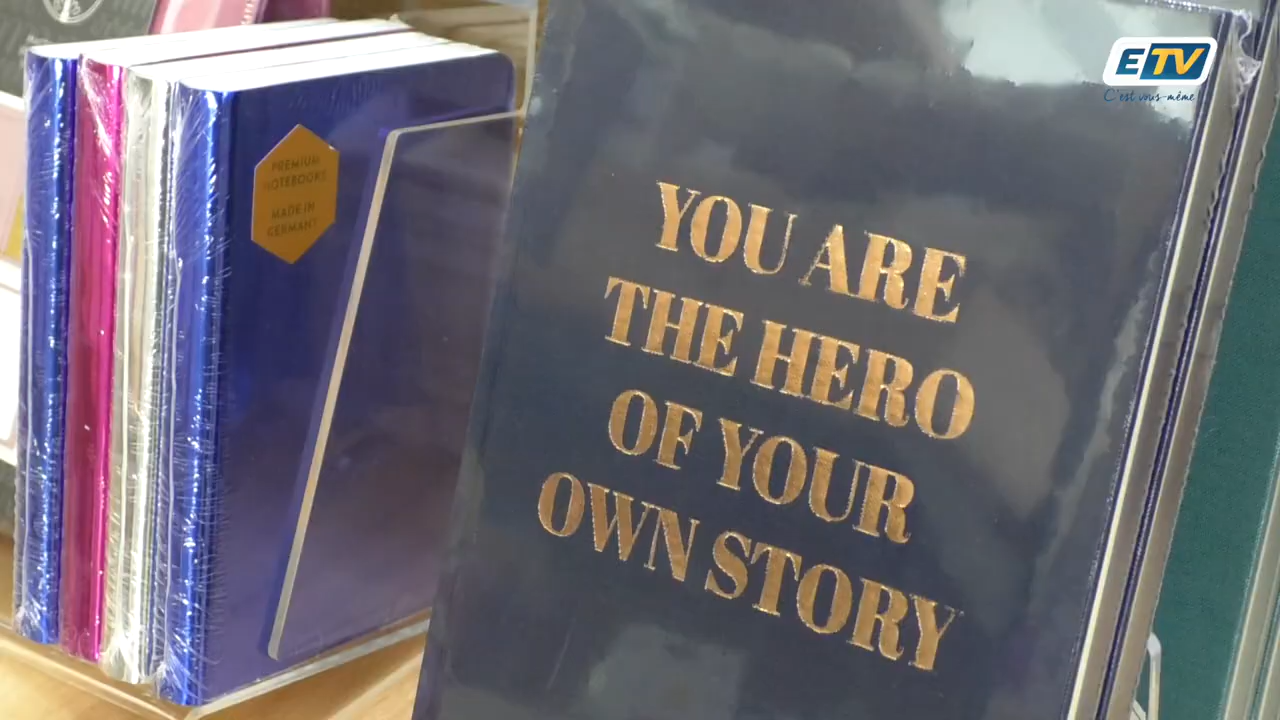 PREMIUM
NOTEBOOKS
MADE IN
GERMANY
YOU ARE
THE HERO
OF YOUR
OWN STORY
ETV
C'est vous-même!